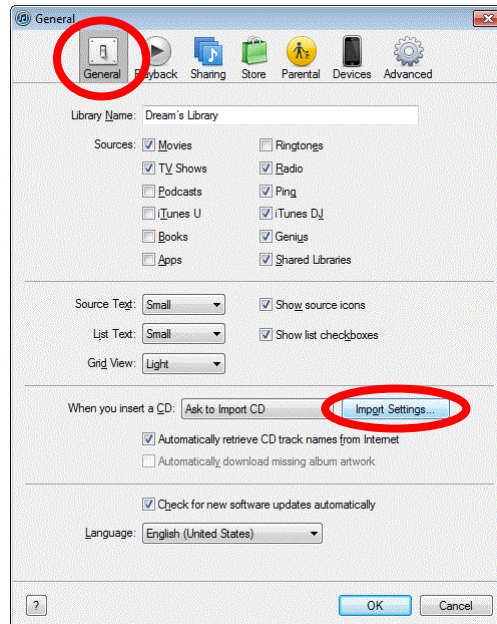 General
General Playback Sharing Store Parental Devices Advanced
Library Name: Dream's Library
Sources: Movies Ringtones
TV Shows Radio
Podcasts Ping
iTunes U iTunes DJ
Books Genius
Apps Shared Libraries
Source Text: Small Show source icons
List Text: Small Show list checkboxes
Grid View: Light
When you insert a CD: Ask to Import CD Import Settings...
Automatically retrieve CD track names from Internet
Automatically download missing album artwork
Check for new software updates automatically
Language: English (United States)
? OK Cancel